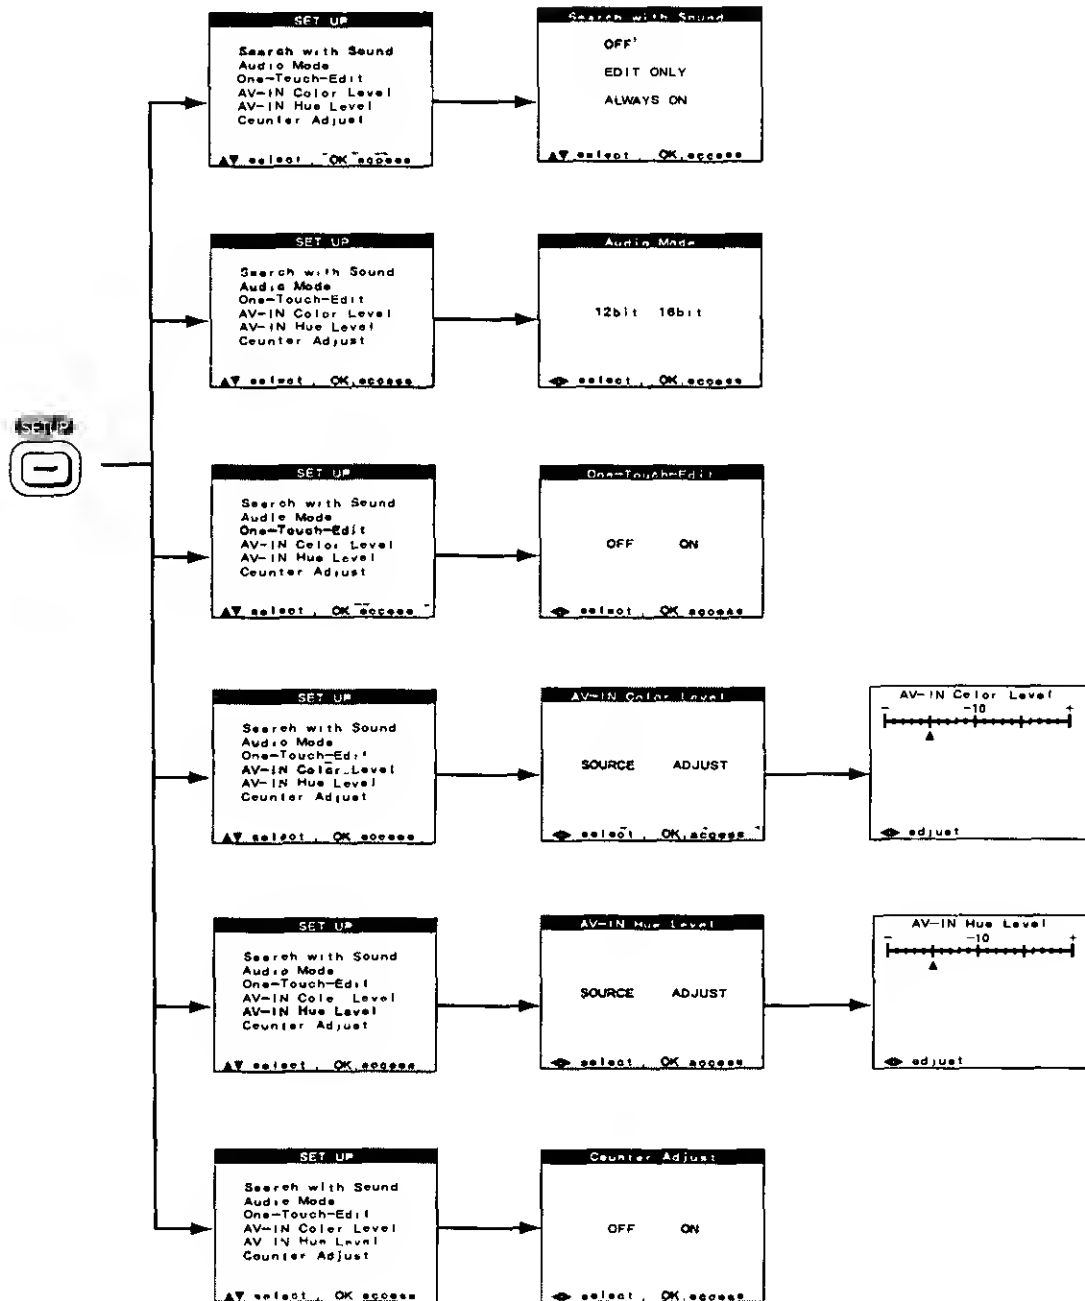 SET UP
Search with Sound
Audio Mode
One-Touch-Edit
AV-IN Color Level
AV-IN Hue Level
Counter Adjust
▲▼ select , OK access
Search with Sound
OFF
EDIT ONLY
ALWAYS ON
▲▼ select , OK access
SET UP
Search with Sound
Audio Mode
One-Touch-Edit
AV-IN Color Level
AV-IN Hue Level
Counter Adjust
▲▼ select , OK access
Audio Mode
12bit 16bit
◀▶ select , OK access
SETUP
SET UP
Search with Sound
Audio Mode
One-Touch-Edit
AV-IN Color Level
AV-IN Hue Level
Counter Adjust
▲▼ select , OK access
One-Touch-Edit
OFF ON
◀▶ select , OK access
SET UP
Search with Sound
Audio Mode
One-Touch-Edit
AV-IN Color Level
AV-IN Hue Level
Counter Adjust
▲▼ select , OK access
AV-IN Color Level
SOURCE ADJUST
◀▶ select , OK access
AV-IN Color Level
- -10 +
◀▶ adjust
SET UP
Search with Sound
Audio Mode
One-Touch-Edit
AV-IN Color Level
AV-IN Hue Level
Counter Adjust
▲▼ select , OK access
AV-IN Hue Level
SOURCE ADJUST
◀▶ select , OK access
AV-IN Hue Level
- -10 +
◀▶ adjust
SET UP
Search with Sound
Audio Mode
One-Touch-Edit
AV-IN Color Level
AV IN Hue Level
Counter Adjust
▲▼ select , OK access
Counter Adjust
OFF ON
◀▶ select , OK access